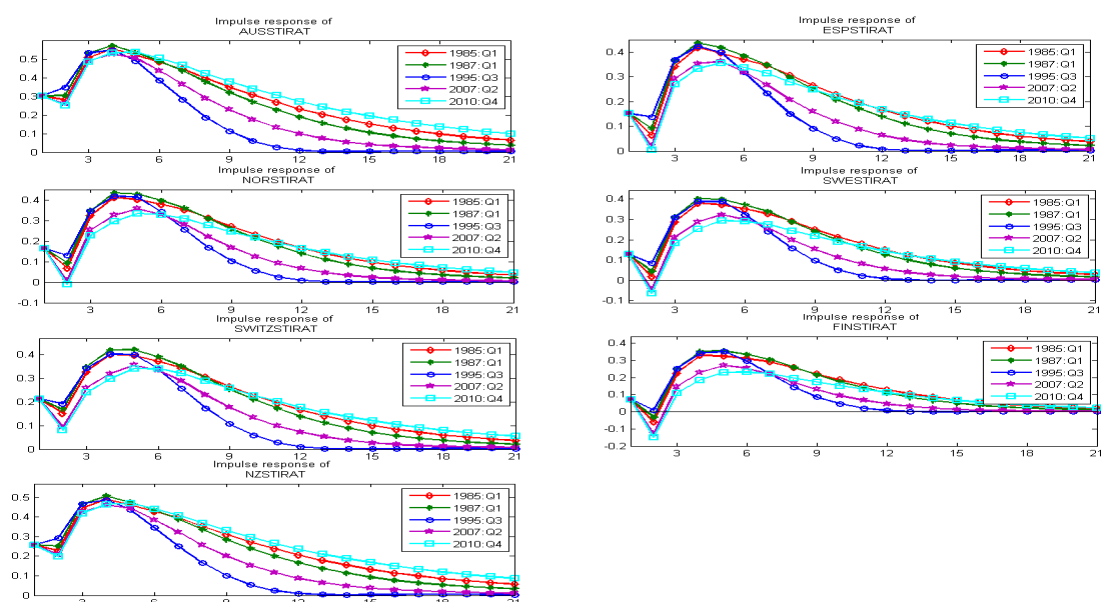 Impulse response of
AUSSTIRAT
0.5
0.4
0.3
0.2
0.1
0
3 6 9 12 15 18 21
1985:Q1
1987:Q1
1995:Q3
2007:Q2
2010:Q4
Impulse response of
ESPSTIRAT
0.4
0.3
0.2
0.1
0
3 6 9 12 15 18 21
1985:Q1
1987:Q1
1995:Q3
2007:Q2
2010:Q4
Impulse response of
NORSTIRAT
0.4
0.3
0.2
0.1
0
-0.1
3 6 9 12 15 18 21
1985:Q1
1987:Q1
1995:Q3
2007:Q2
2010:Q4
Impulse response of
SWESTIRAT
0.4
0.3
0.2
0.1
0
-0.1
3 6 9 12 15 18 21
1985:Q1
1987:Q1
1995:Q3
2007:Q2
2010:Q4
Impulse response of
SWITZSTIRAT
0.4
0.3
0.2
0.1
0
3 6 9 12 15 18 21
1985:Q1
1987:Q1
1995:Q3
2007:Q2
2010:Q4
Impulse response of
FINSTIRAT
0.4
0.3
0.2
0.1
0
-0.1
-0.2
3 6 9 12 15 18 21
1985:Q1
1987:Q1
1995:Q3
2007:Q2
2010:Q4
Impulse response of
NZSTIRAT
0.5
0.4
0.3
0.2
0.1
0
3 6 9 12 15 18 21
1985:Q1
1987:Q1
1995:Q3
2007:Q2
2010:Q4